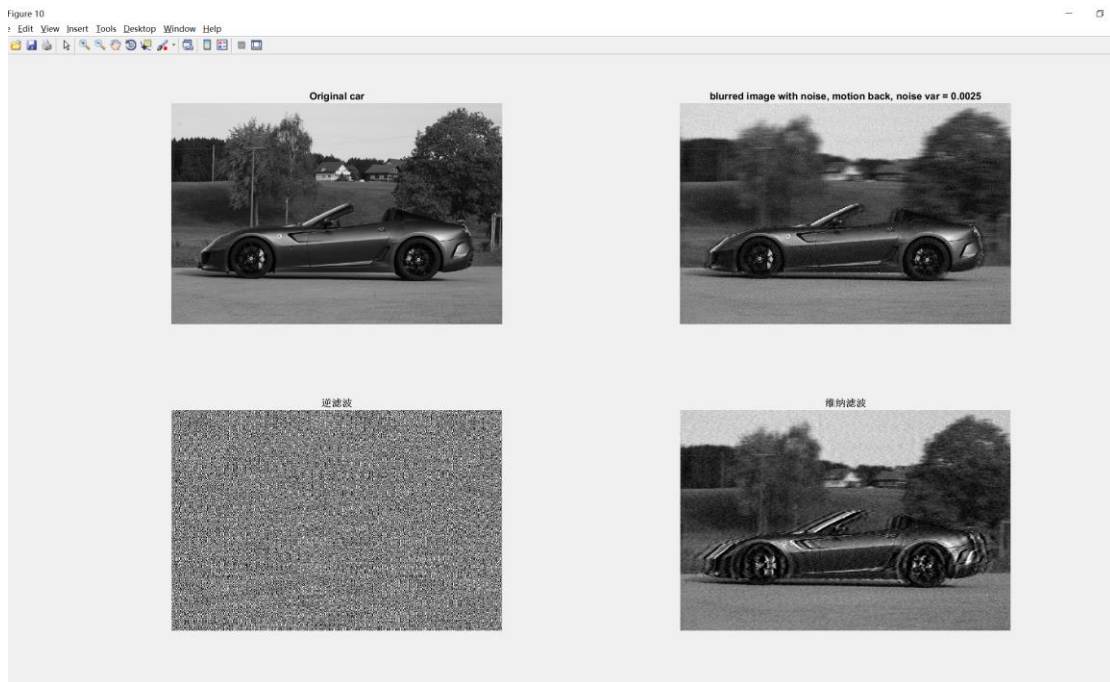 Figure 10
Edit View Insert Tools Desktop Window Help
Original car
blurred image with noise, motion back, noise var = 0.0025
逆滤波
维纳滤波